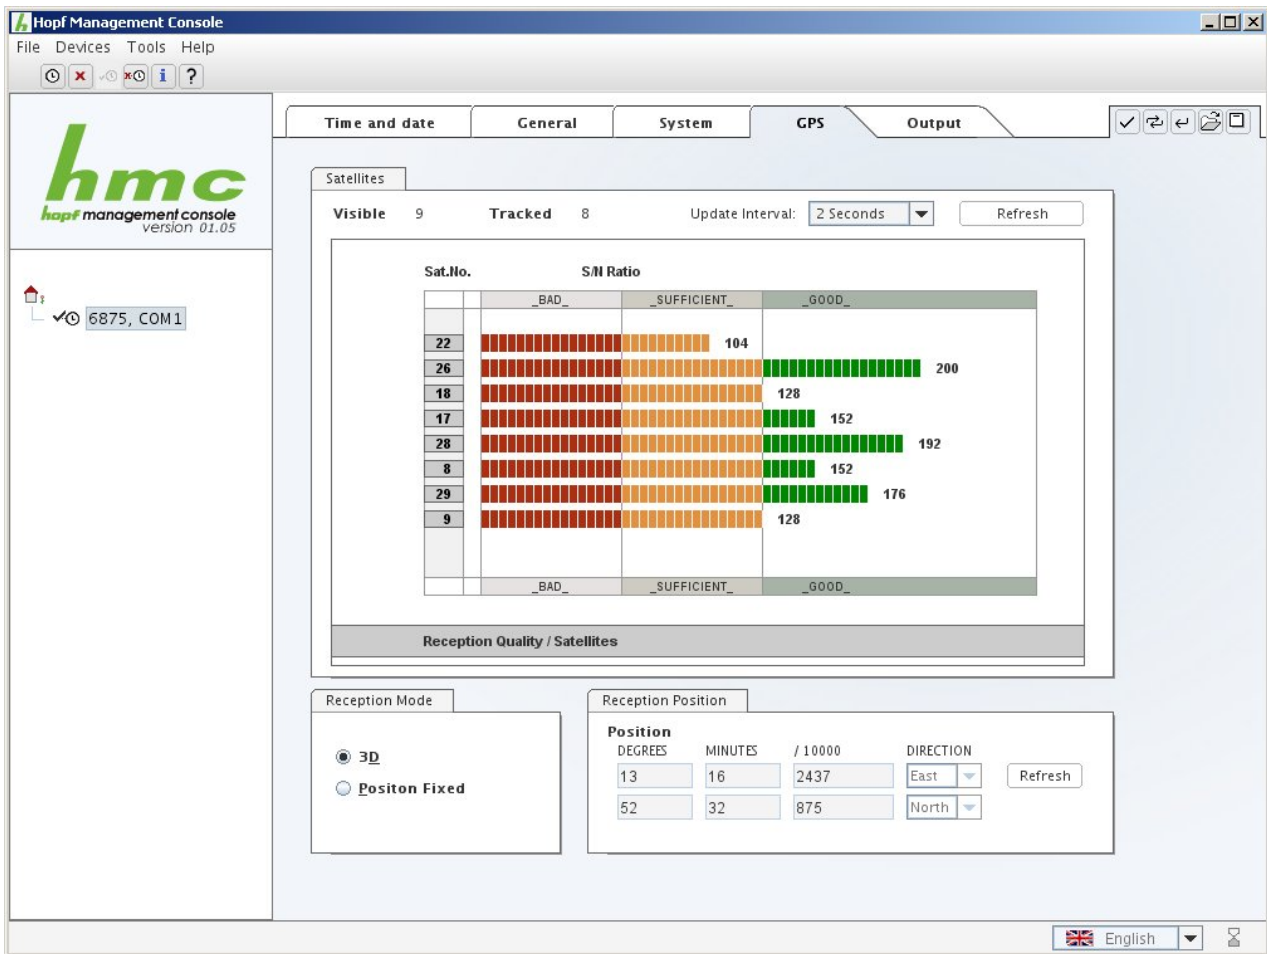 Hopf Management Console
File Devices Tools Help
Time and date General System GPS Output
hmc
hopf management console
version 01.05
6875, COM1
Satellites
Visible 9 Tracked 8 Update Interval: 2 Seconds Refresh
Sat.No. S/N Ratio
_BAD_ _SUFFICIENT_ _GOOD_
22 104
26 200
18 128
17 152
28 192
8 152
29 176
9 128
_BAD_ _SUFFICIENT_ _GOOD_
Reception Quality / Satellites
Reception Mode
3D
Positon Fixed
Reception Position
Position
DEGREES MINUTES / 10000 DIRECTION
13 16 2437 East Refresh
52 32 875 North
English